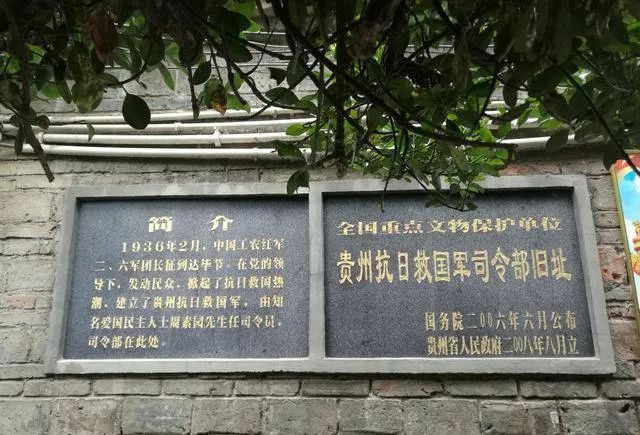 简 介
1936年2月，中国工农红军
二、六军团长征到达毕节，在党的领
导下，发动民众，掀起了抗日救国热
潮，建立了贵州抗日救国军，由知
名爱国民主人士周素园先生任司令员，
司令部在此处。
全国重点文物保护单位
贵州抗日救国军司令部旧址
国务院二00六年六月公布
贵州省人民政府二00八年八月立